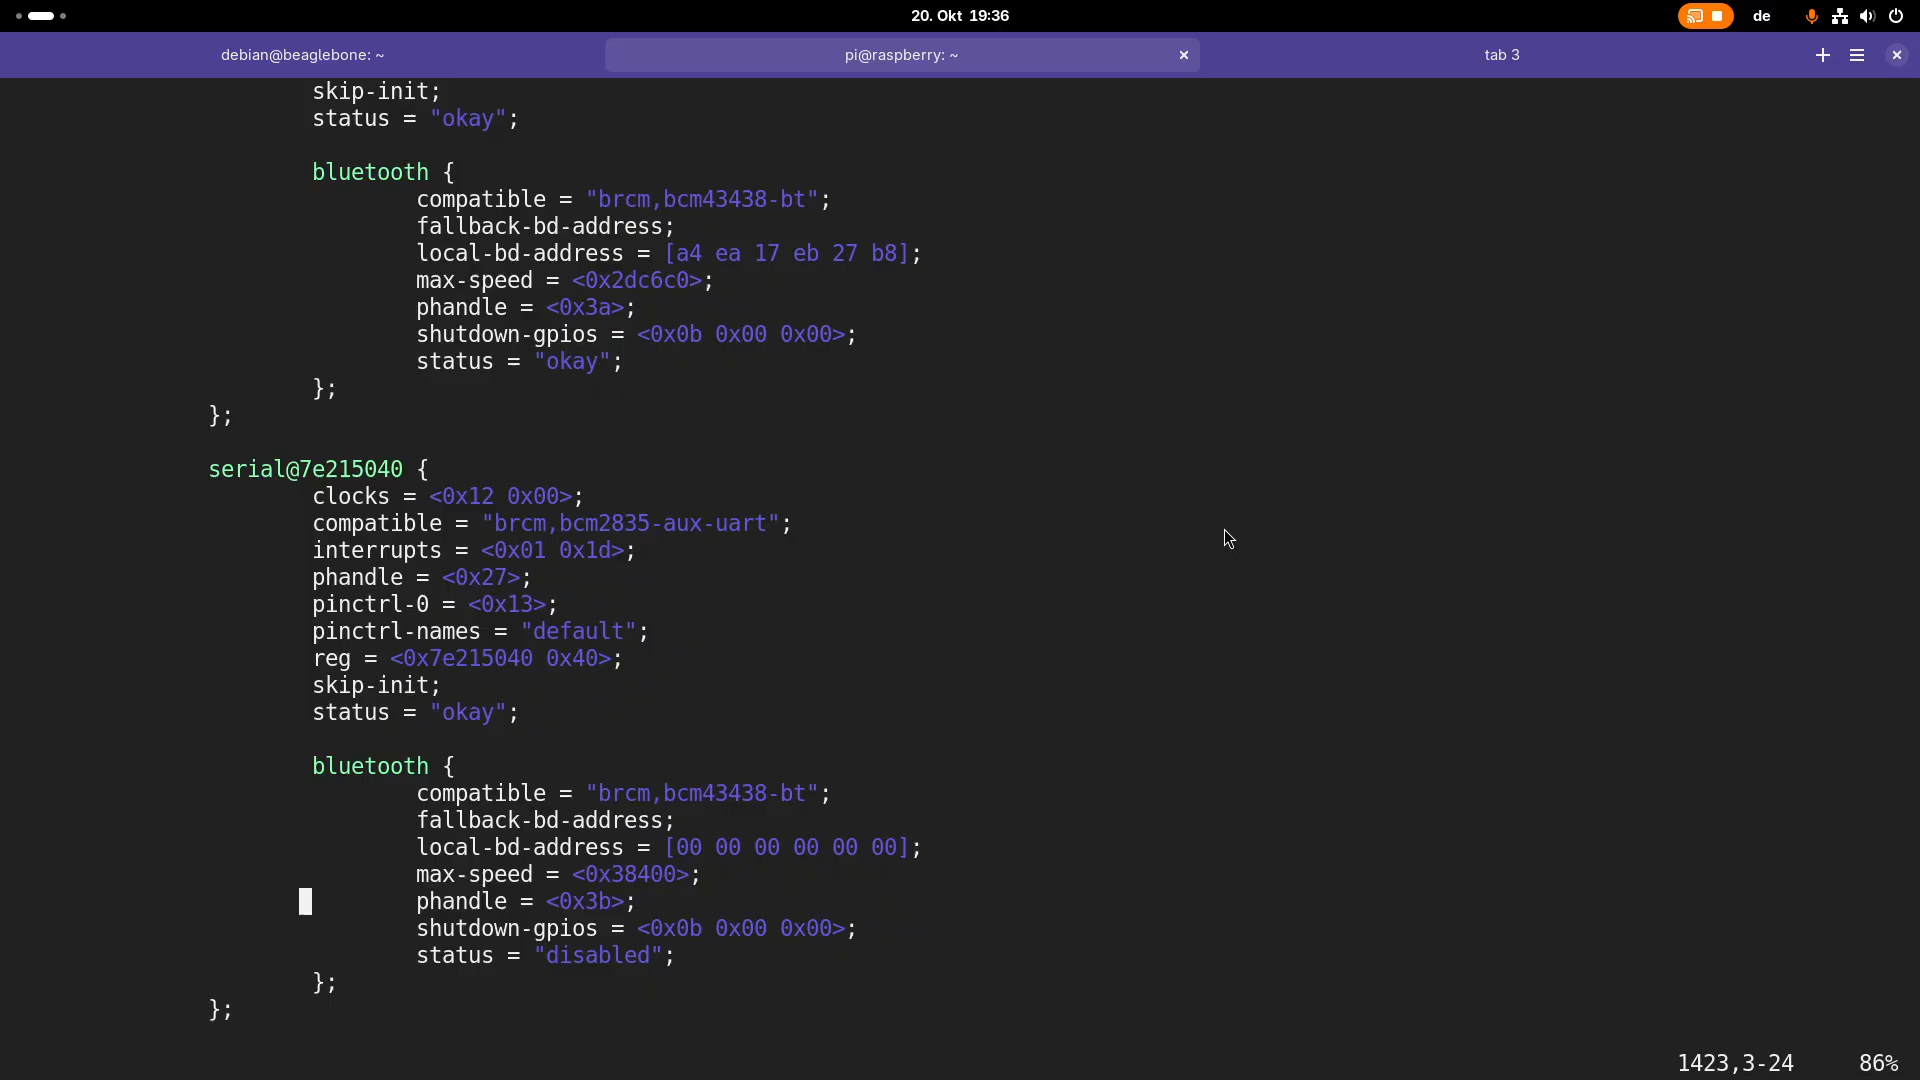 20. Okt 19:36
de
debian@beaglebone: ~
pi@raspberry: ~
tab 3
skip-init;
status = "okay";
bluetooth {
compatible = "brcm,bcm43438-bt";
fallback-bd-address;
local-bd-address = [a4 ea 17 eb 27 b8];
max-speed = <0x2dc6c0>;
phandle = <0x3a>;
shutdown-gpios = <0x0b 0x00 0x00>;
status = "okay";
};
};
serial@7e215040 {
clocks = <0x12 0x00>;
compatible = "brcm,bcm2835-aux-uart";
interrupts = <0x01 0x1d>;
phandle = <0x27>;
pinctrl-0 = <0x13>;
pinctrl-names = "default";
reg = <0x7e215040 0x40>;
skip-init;
status = "okay";
bluetooth {
compatible = "brcm,bcm43438-bt";
fallback-bd-address;
local-bd-address = [00 00 00 00 00 00];
max-speed = <0x38400>;
phandle = <0x3b>;
shutdown-gpios = <0x0b 0x00 0x00>;
status = "disabled";
};
};
1423,3-24 86%